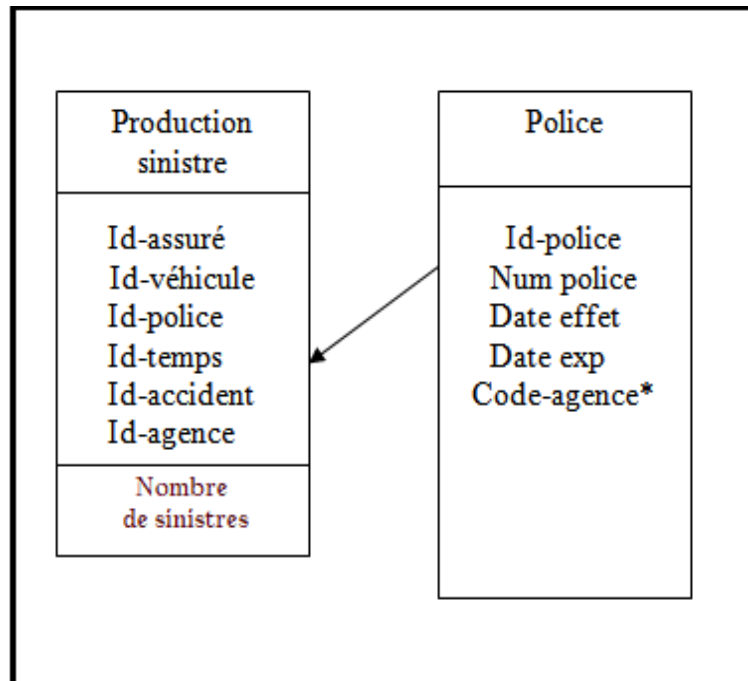 Production
sinistre
Id-assuré
Id-véhicule
Id-police
Id-temps
Id-accident
Id-agence
Nombre
de sinistres
Police
Id-police
Num police
Date effet
Date exp
Code-agence*